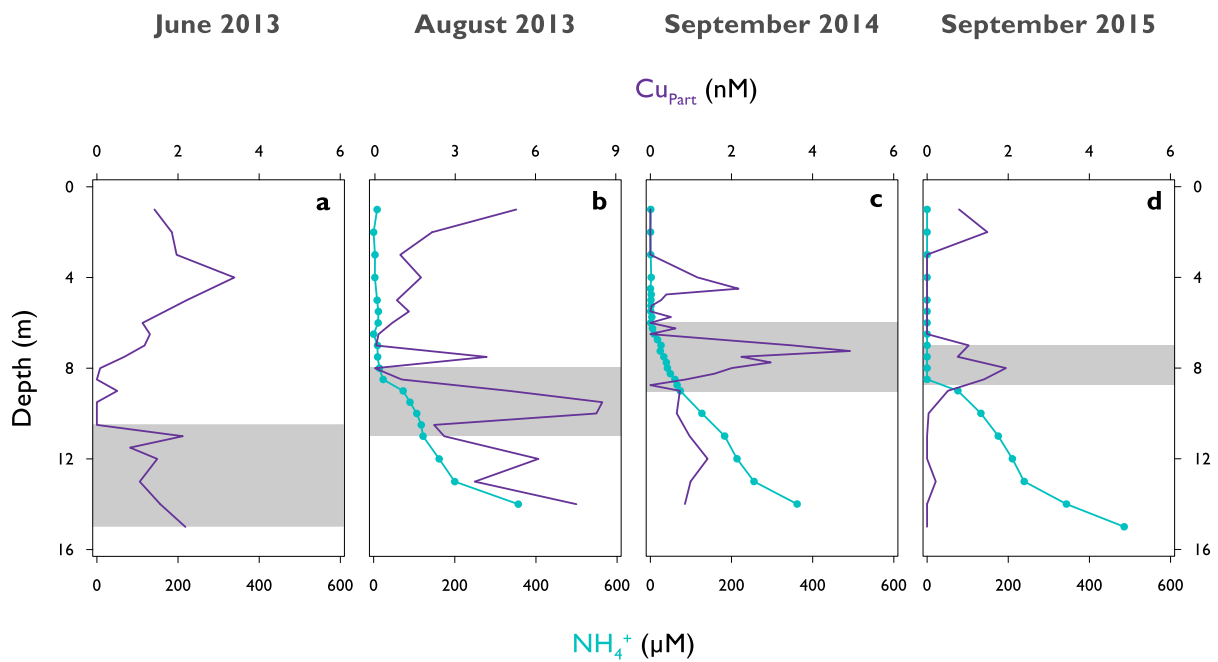 June 2013 August 2013 September 2014 September 2015
Cu_Part (nM)
0 2 4 6 0 3 6 9 0 2 4 6 0 2 4 6
a b c d
0 0
4 4
8 8
12 12
16 16
Depth (m)
0 200 400 600 0 200 400 600 0 200 400 600 0 200 400 600
NH₄⁺ (µM)